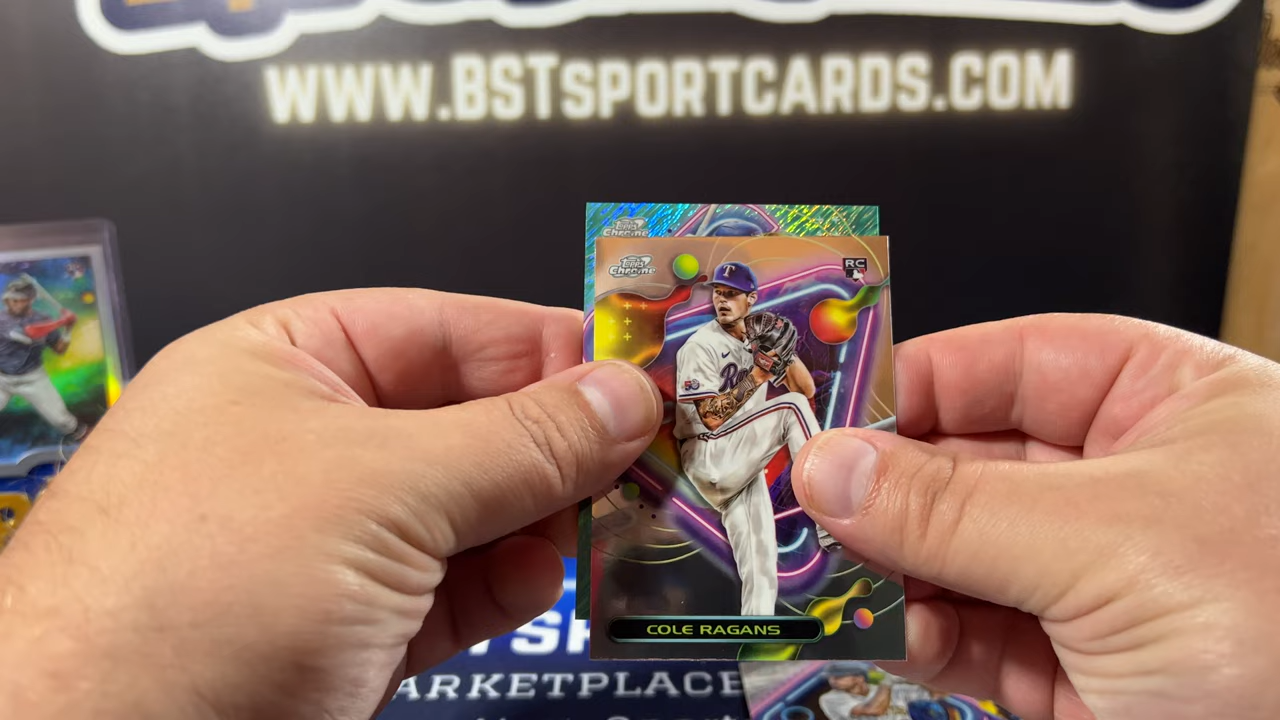 WWW.BSTSPORTCARDS.COM
Topps
Chrome
Topps
Chrome
RC
T
COLE RAGANS
ARKETPLACE